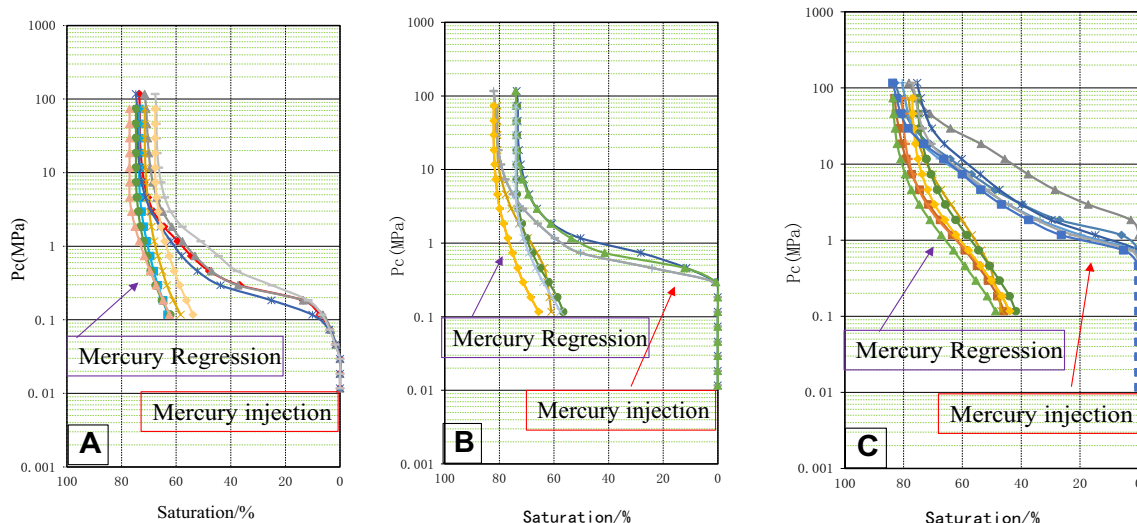 1000
100
10
1
0.1
0.01
0.001
Pc(MPa)
Mercury Regression
Mercury injection
A
100 80 60 40 20 0
Saturation/%
1000
100
10
1
0.1
0.01
0.001
Pc(MPa)
Mercury Regression
Mercury injection
B
100 80 60 40 20 0
Saturation/%
1000
100
10
1
0.1
0.01
0.001
Pc(MPa)
Mercury Regression
Mercury injection
C
100 80 60 40 20
Saturation/%